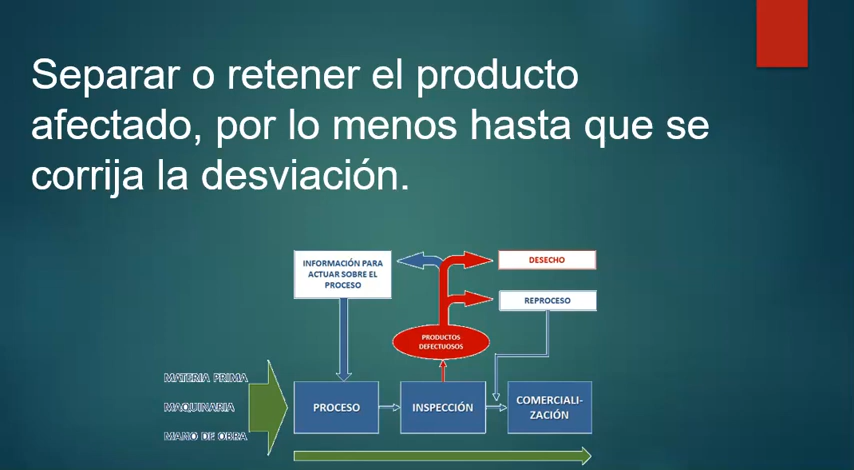 Separar o retener el producto
afectado, por lo menos hasta que se
corrija la desviación.
INFORMACIÓN PARA
ACTUAR SOBRE EL
PROCESO
DESECHO
REPROCESO
PRODUCTOS
DEFECTUOSOS
MATERIA PRIMA
MAQUINARIA
MANO DE OBRA
PROCESO
INSPECCIÓN
COMERCIALI-
ZACIÓN